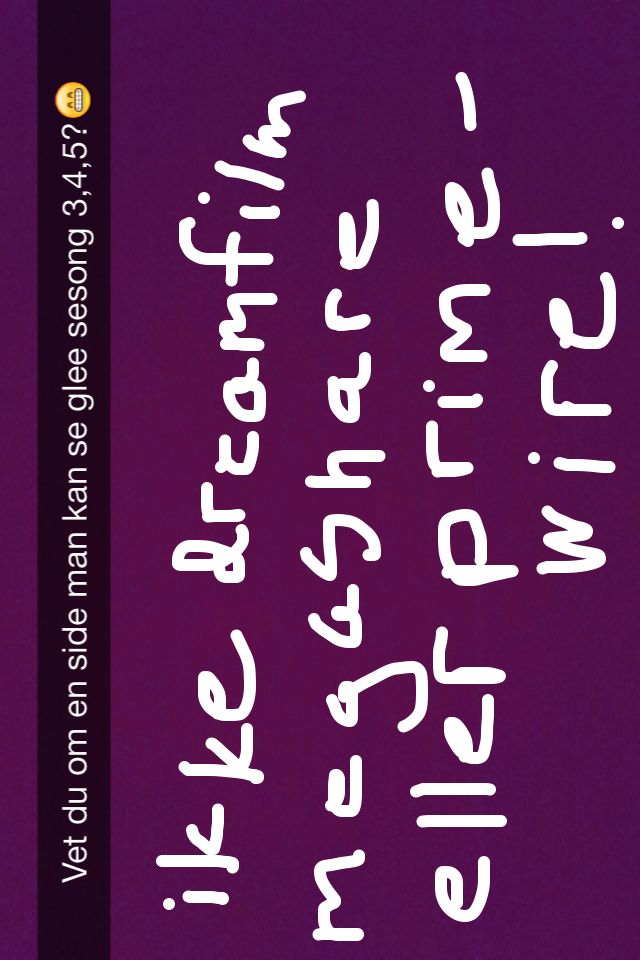 Vet du om en side man kan se glee sesong 3,4,5?😬
ikke dreamfilm
megashare
eller prime-
wire!